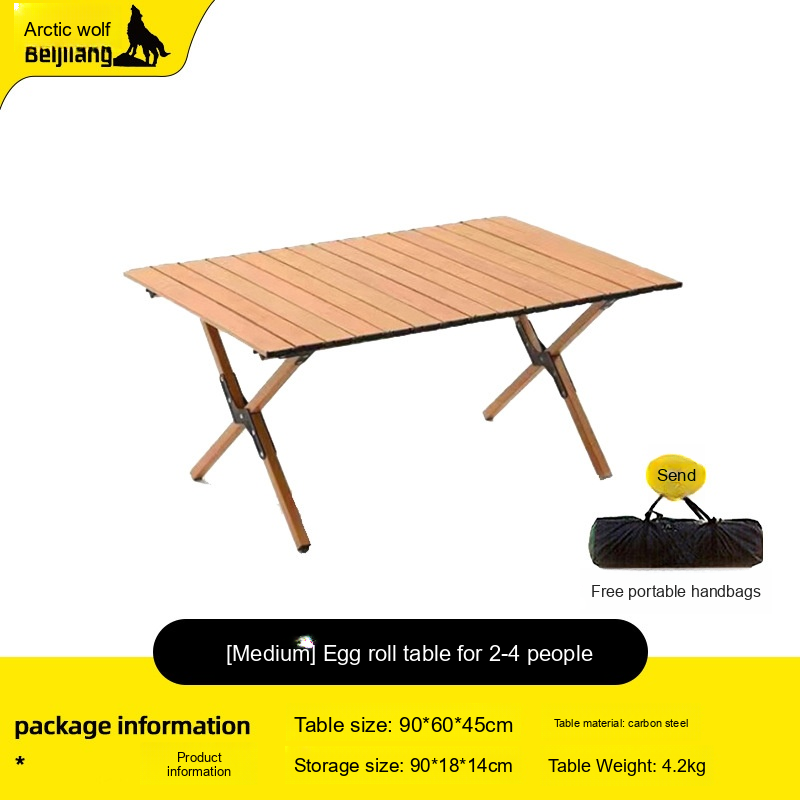 Arctic wolf
Beijilang
Send
Free portable handbags
[Medium] Egg roll table for 2-4 people
package information
Table size: 90*60*45cm
Table material: carbon steel
*
Product
information
Storage size: 90*18*14cm
Table Weight: 4.2kg